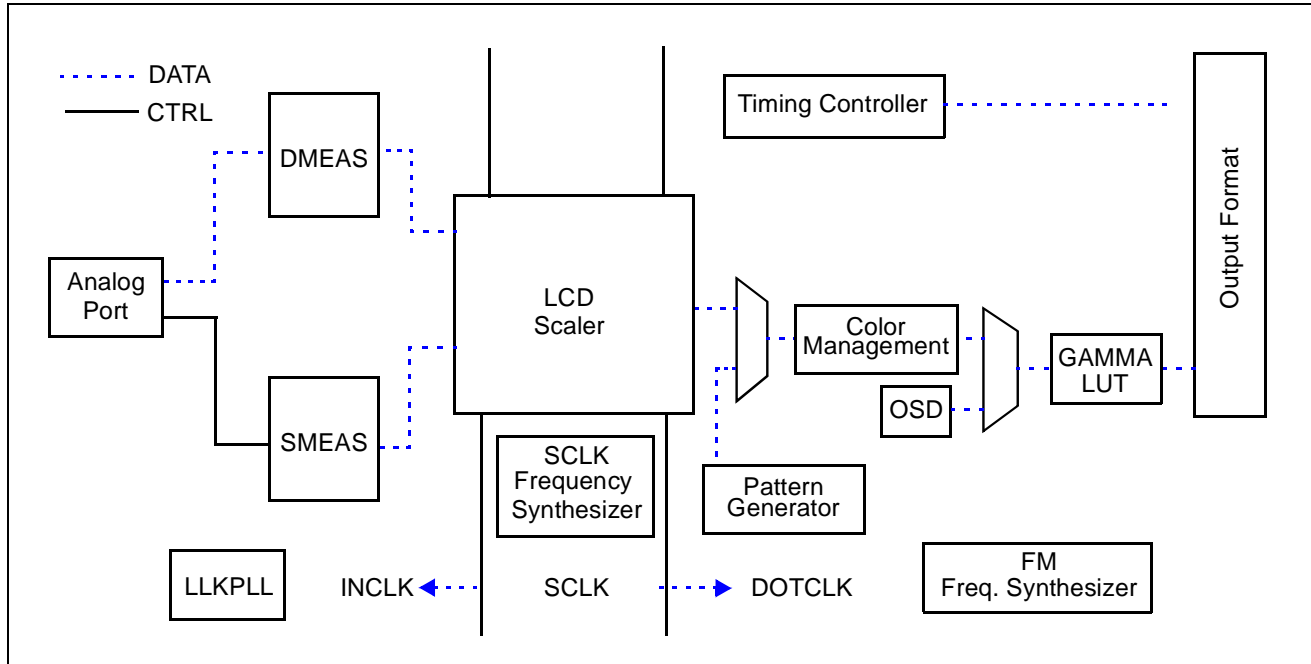 DATA
CTRL
DMEAS
Timing Controller
Output Format
Analog
Port
LCD
Scaler
Color
Management
GAMMA
LUT
OSD
SMEAS
SCLK
Frequency
Synthesizer
Pattern
Generator
LLKPLL
INCLK
SCLK
DOTCLK
FM
Freq. Synthesizer